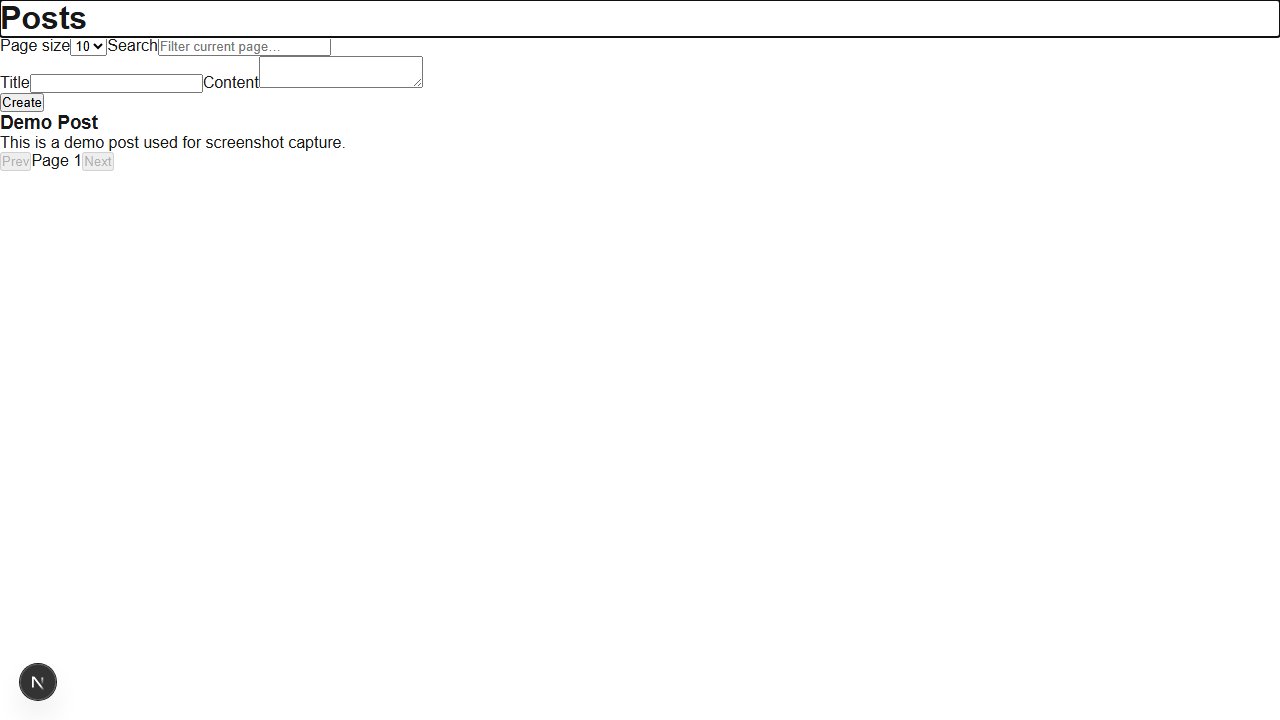 Posts
Page size 10 Search Filter current page...
Title Content
Create
Demo Post
This is a demo post used for screenshot capture.
Prev Page 1 Next
N